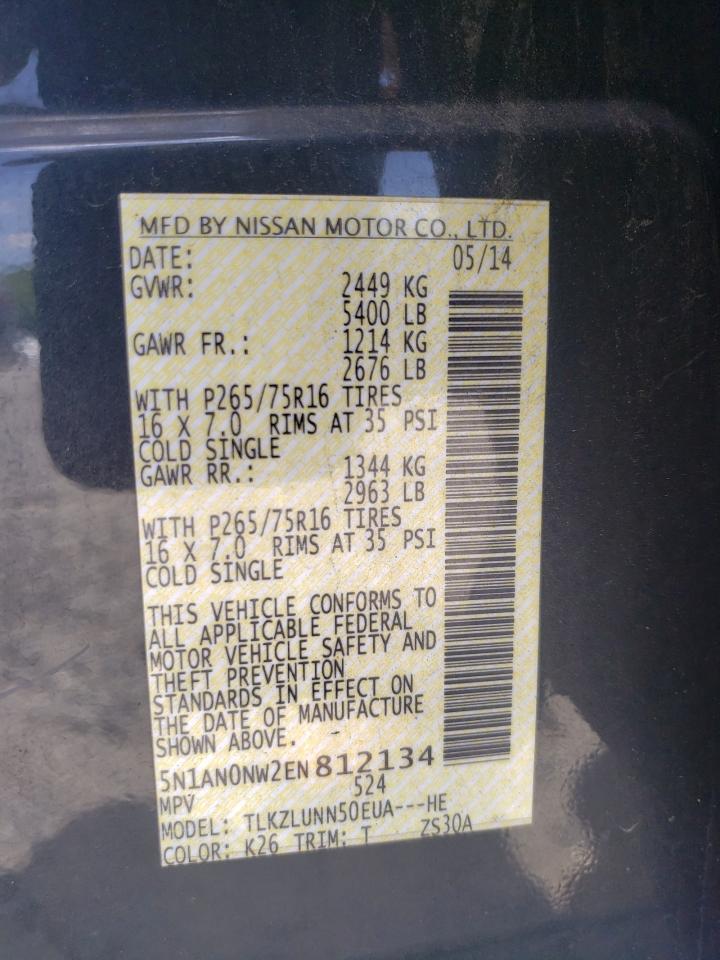 MFD BY NISSAN MOTOR CO., LTD.
DATE: 05/14
GVWR: 2449 KG
5400 LB
GAWR FR.: 1214 KG
2676 LB
WITH P265/75R16 TIRES
16 X 7.0 RIMS AT 35 PSI
COLD SINGLE
GAWR RR.: 1344 KG
2963 LB
WITH P265/75R16 TIRES
16 X 7.0 RIMS AT 35 PSI
COLD SINGLE
THIS VEHICLE CONFORMS TO
ALL APPLICABLE FEDERAL
MOTOR VEHICLE SAFETY AND
THEFT PREVENTION
STANDARDS IN EFFECT ON
THE DATE OF MANUFACTURE
SHOWN ABOVE.
5N1AN0NW2EN812134
MPV 524
MODEL: TLKZLUNN50EUA---HE
COLOR: K26 TRIM: T ZS30A